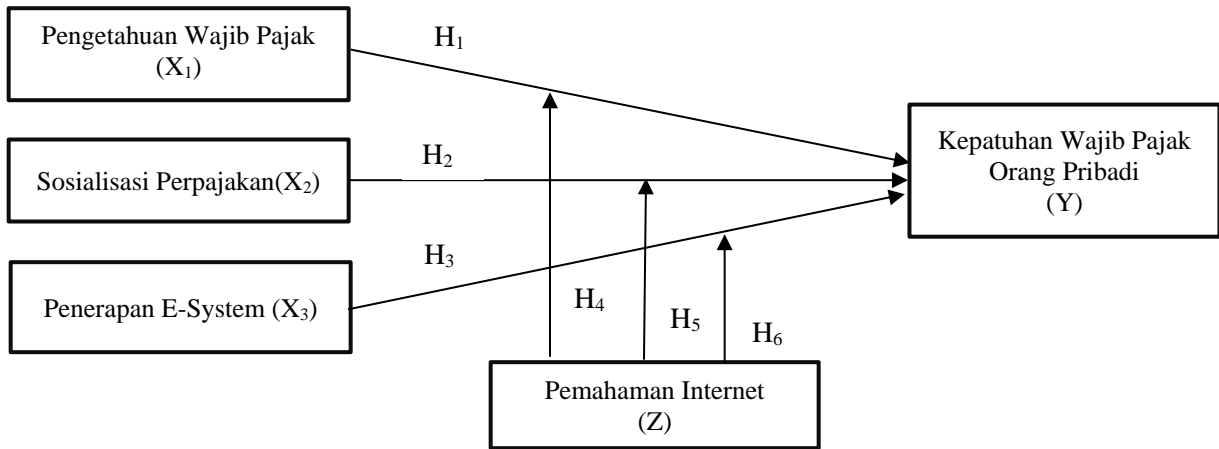 Pengetahuan Wajib Pajak
(X₁)
H₁
Sosialisasi Perpajakan(X₂)
H₂
Kepatuhan Wajib Pajak
Orang Pribadi
(Y)
Penerapan E-System (X₃)
H₃
H₄
H₅
H₆
Pemahaman Internet
(Z)